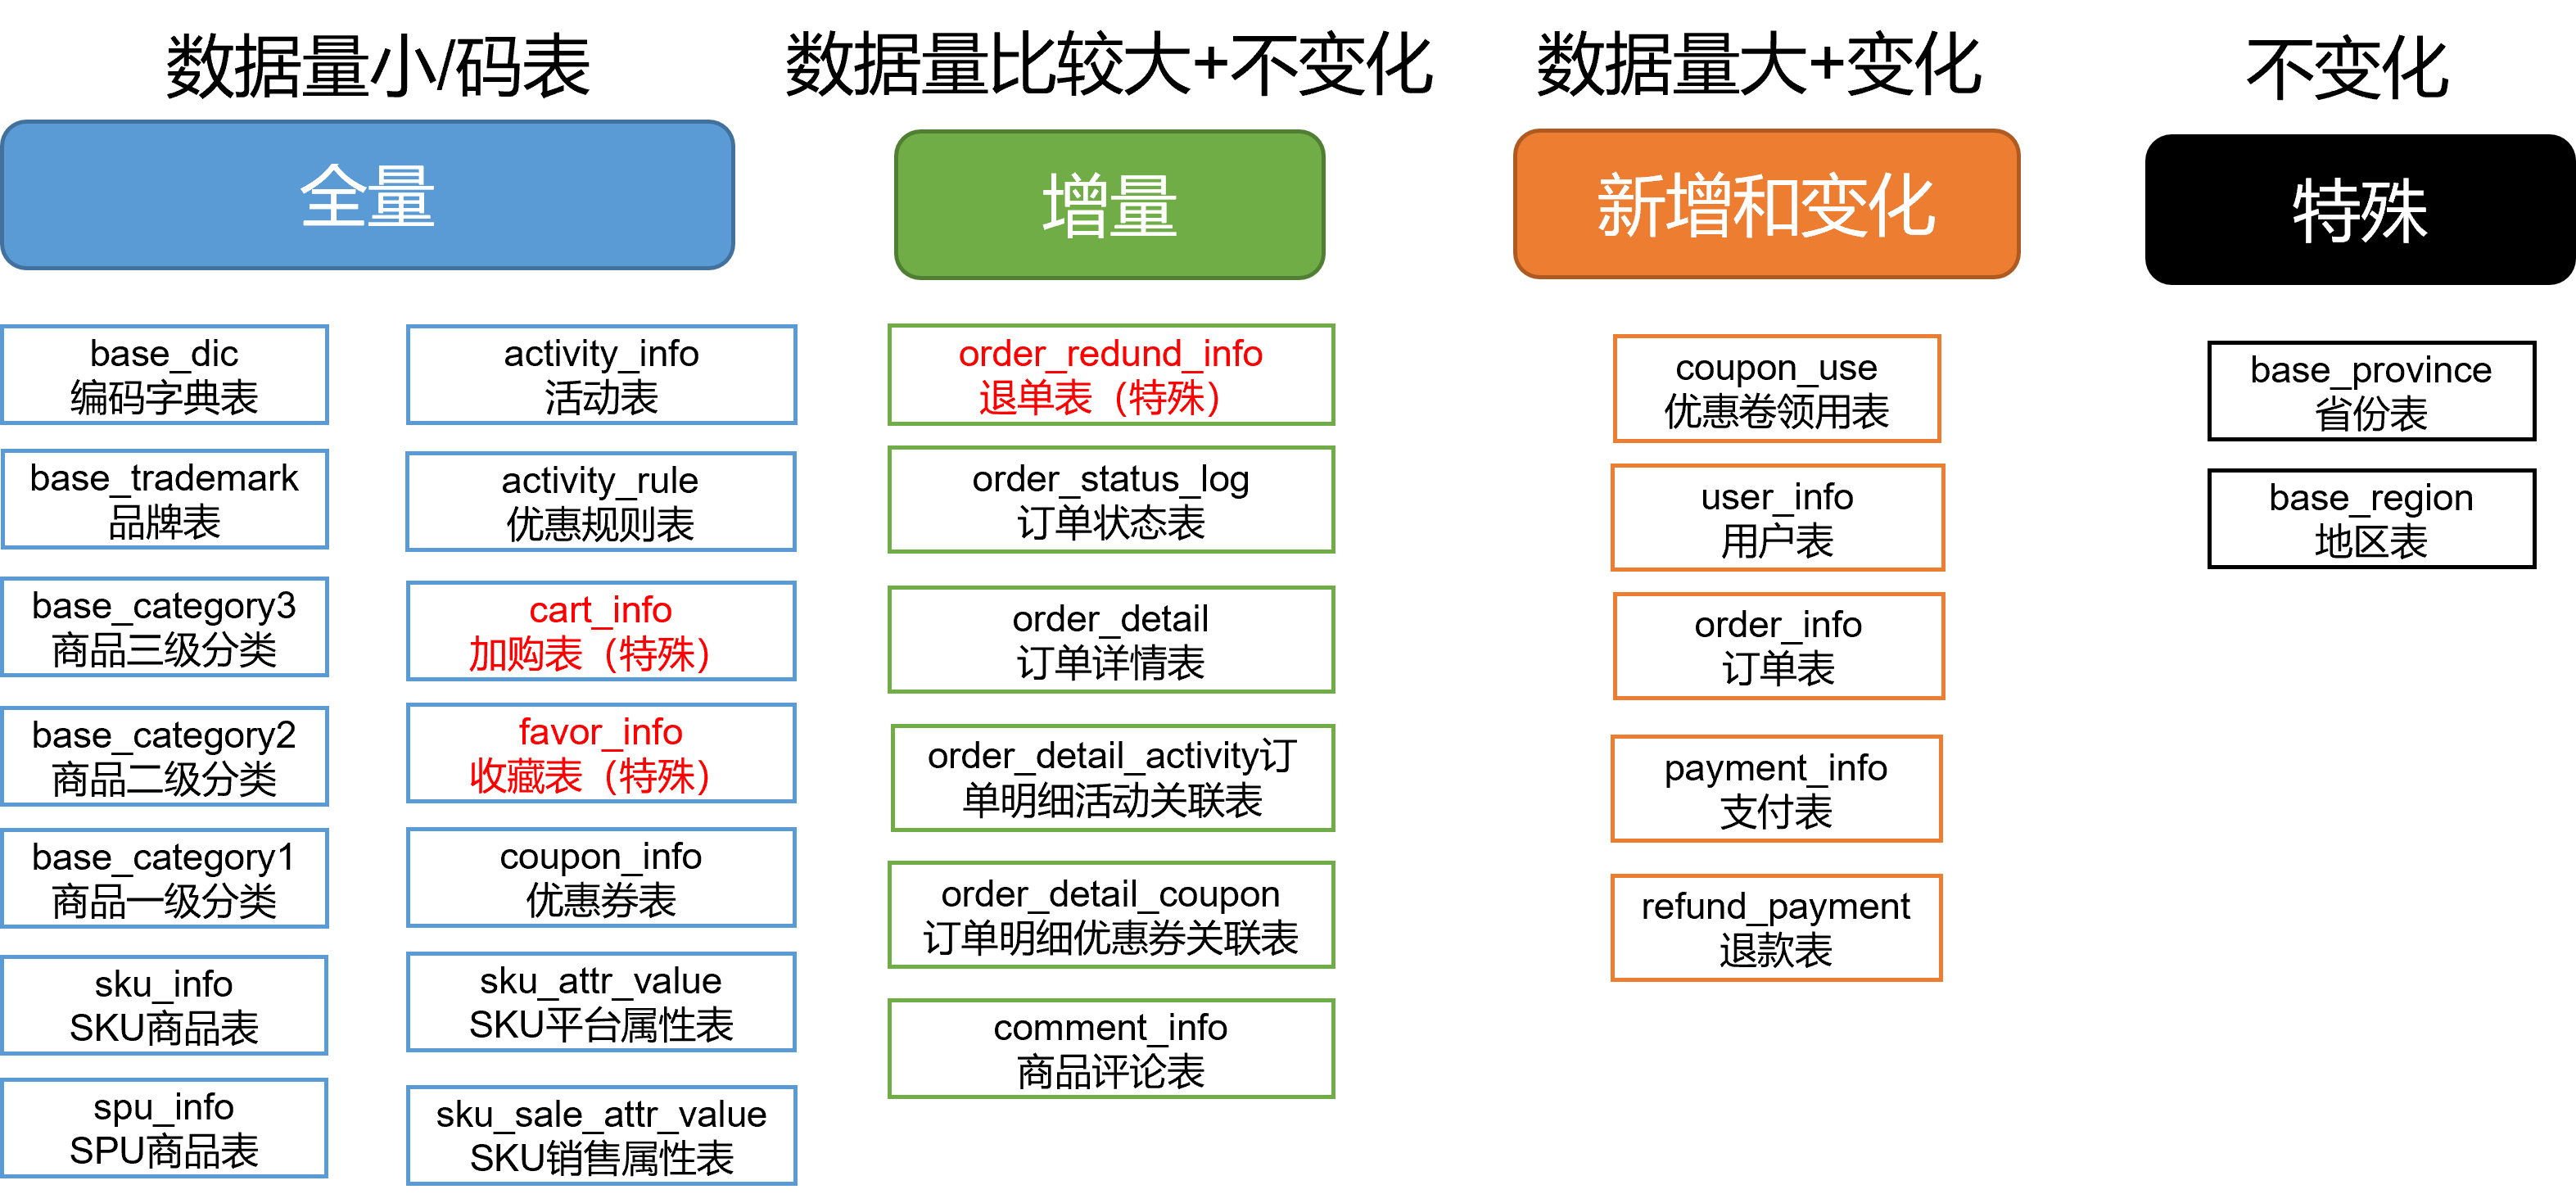 数据量小/码表
全量
base_dic
编码字典表
base_trademark
品牌表
base_category3
商品三级分类
base_category2
商品二级分类
base_category1
商品一级分类
sku_info
SKU商品表
spu_info
SPU商品表
activity_info
活动表
activity_rule
优惠规则表
cart_info
加购表（特殊）
favor_info
收藏表（特殊）
coupon_info
优惠券表
sku_attr_value
SKU平台属性表
sku_sale_attr_value
SKU销售属性表
数据量比较大+不变化
增量
order_redund_info
退单表（特殊）
order_status_log
订单状态表
order_detail
订单详情表
order_detail_activity订
单明细活动关联表
order_detail_coupon
订单明细优惠券关联表
comment_info
商品评论表
数据量大+变化
新增和变化
coupon_use
优惠卷领用表
user_info
用户表
order_info
订单表
payment_info
支付表
refund_payment
退款表
不变化
特殊
base_province
省份表
base_region
地区表